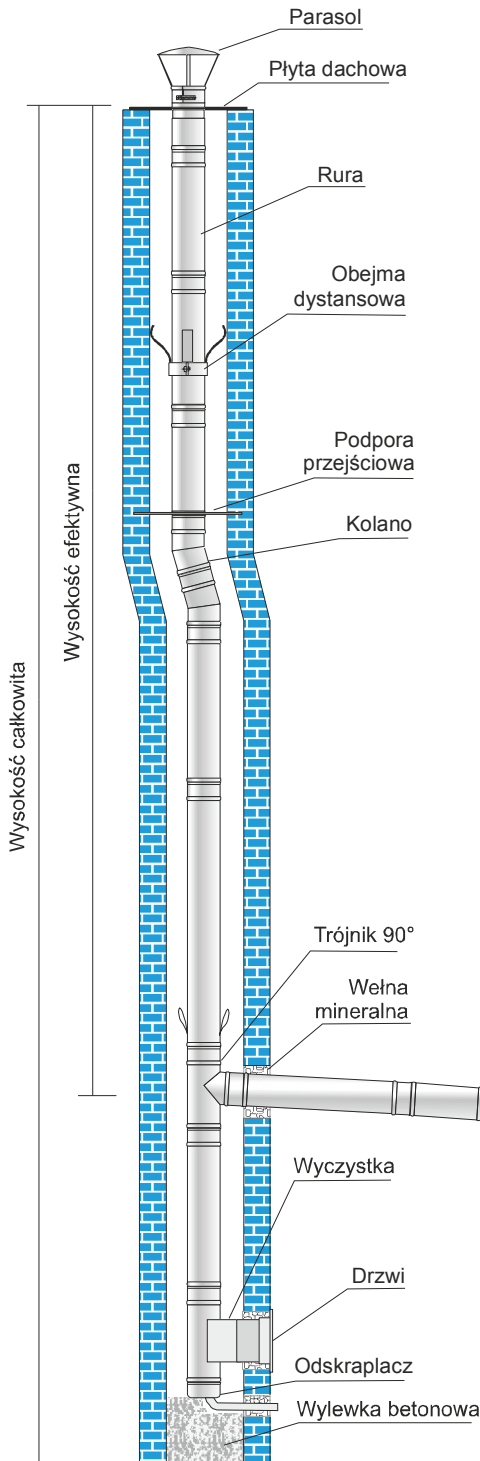 Parasol
Płyta dachowa
Rura
Obejma
dystansowa
Podpora
przejściowa
Kolano
Wysokość efektywna
Wysokość całkowita
Trójnik 90°
Wełna
mineralna
Wyczystka
Drzwi
Odskraplacz
Wylewka betonowa